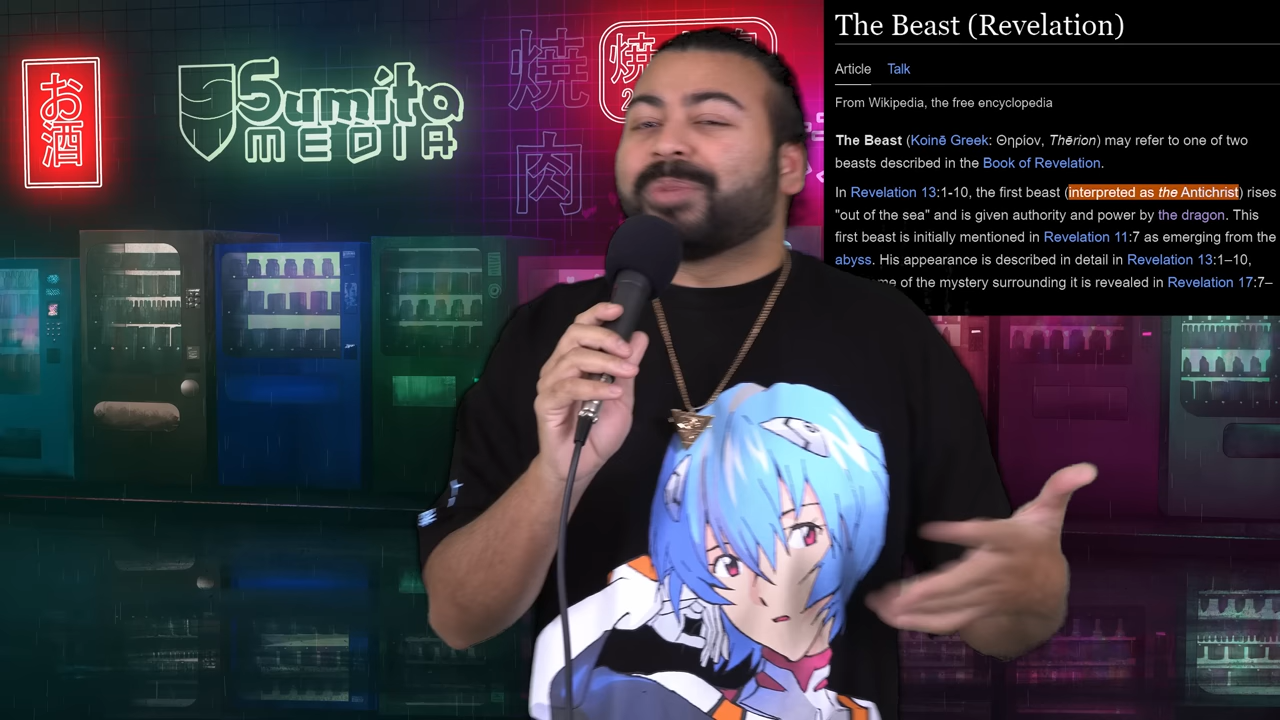 お酒
Sumito
MEDIA
焼肉
焼
The Beast (Revelation)
Article Talk
From Wikipedia, the free encyclopedia
The Beast (Koinē Greek: Θηρίον, Thērion) may refer to one of two
beasts described in the Book of Revelation.
In Revelation 13:1-10, the first beast (interpreted as the Antichrist) rises
"out of the sea" and is given authority and power by the dragon. This
first beast is initially mentioned in Revelation 11:7 as emerging from the
abyss. His appearance is described in detail in Revelation 13:1–10,
of the mystery surrounding it is revealed in Revelation 17:7–